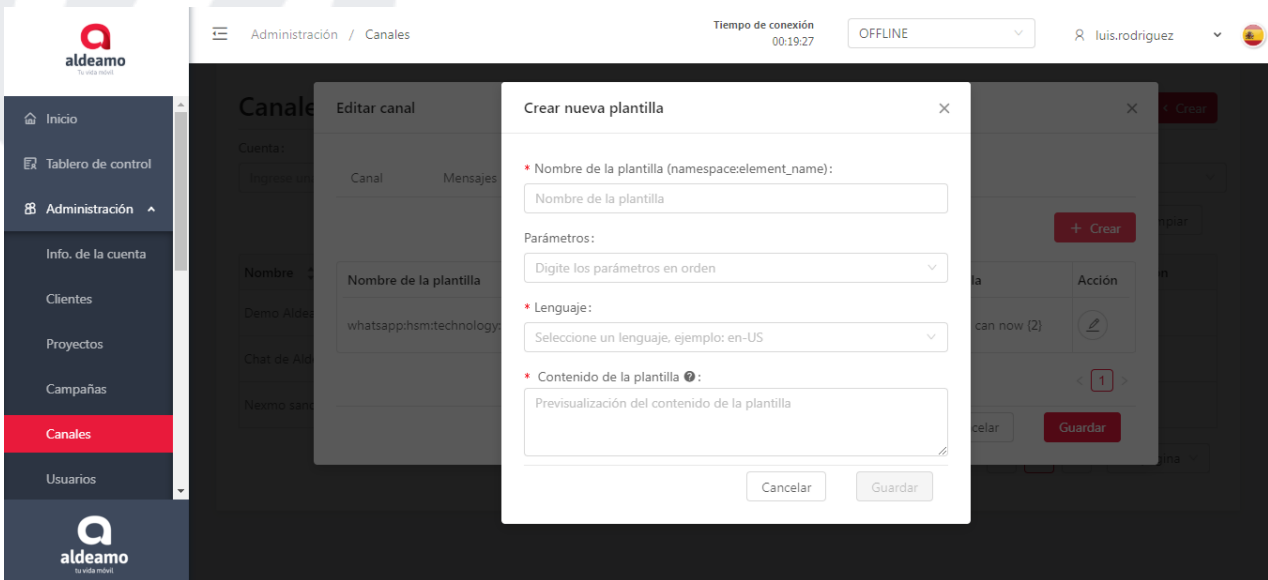 aldeamo
Tu vida móvil
Administración / Canales
Tiempo de conexión
00:19:27
OFFLINE
luis.rodriguez
Inicio
Tablero de control
Administración
Info. de la cuenta
Clientes
Proyectos
Campañas
Canales
Usuarios
aldeamo
tu vida móvil
Canale
Crear
Cuenta:
Ingrese una
Nombre
Demo Aldea
Chat de Ald
Nexmo sand
Editar canal
Canal
Mensajes
+ Crear
Nombre de la plantilla
la
Acción
whatsapp:hsm:technology:
can now {2}
< 1 >
celar
Guardar
Crear nueva plantilla
* Nombre de la plantilla (namespace:element_name):
Nombre de la plantilla
Parámetros:
Digite los parámetros en orden
* Lenguaje:
Seleccione un lenguaje, ejemplo: en-US
* Contenido de la plantilla ?:
Previsualización del contenido de la plantilla
Cancelar
Guardar